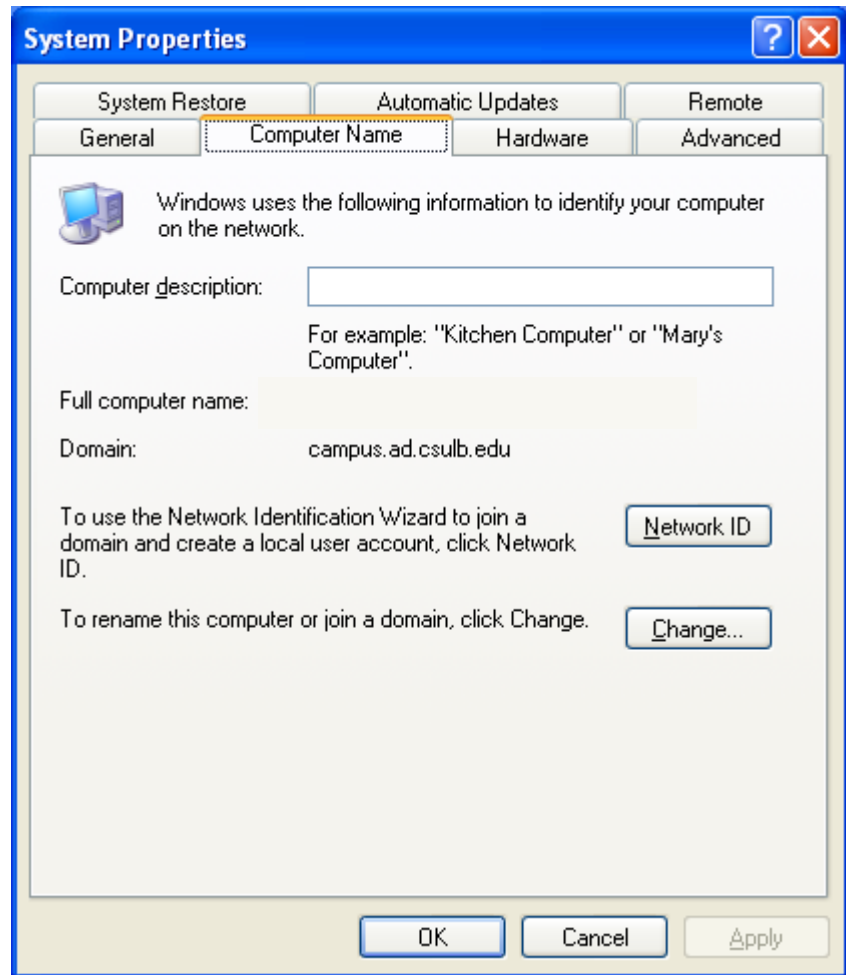 System Properties
System Restore Automatic Updates Remote
General Computer Name Hardware Advanced
Windows uses the following information to identify your computer
on the network.
Computer description:
For example: "Kitchen Computer" or "Mary's
Computer".
Full computer name:
Domain: campus.ad.csulb.edu
To use the Network Identification Wizard to join a
domain and create a local user account, click Network
ID.
Network ID
To rename this computer or join a domain, click Change.
Change...
OK Cancel Apply